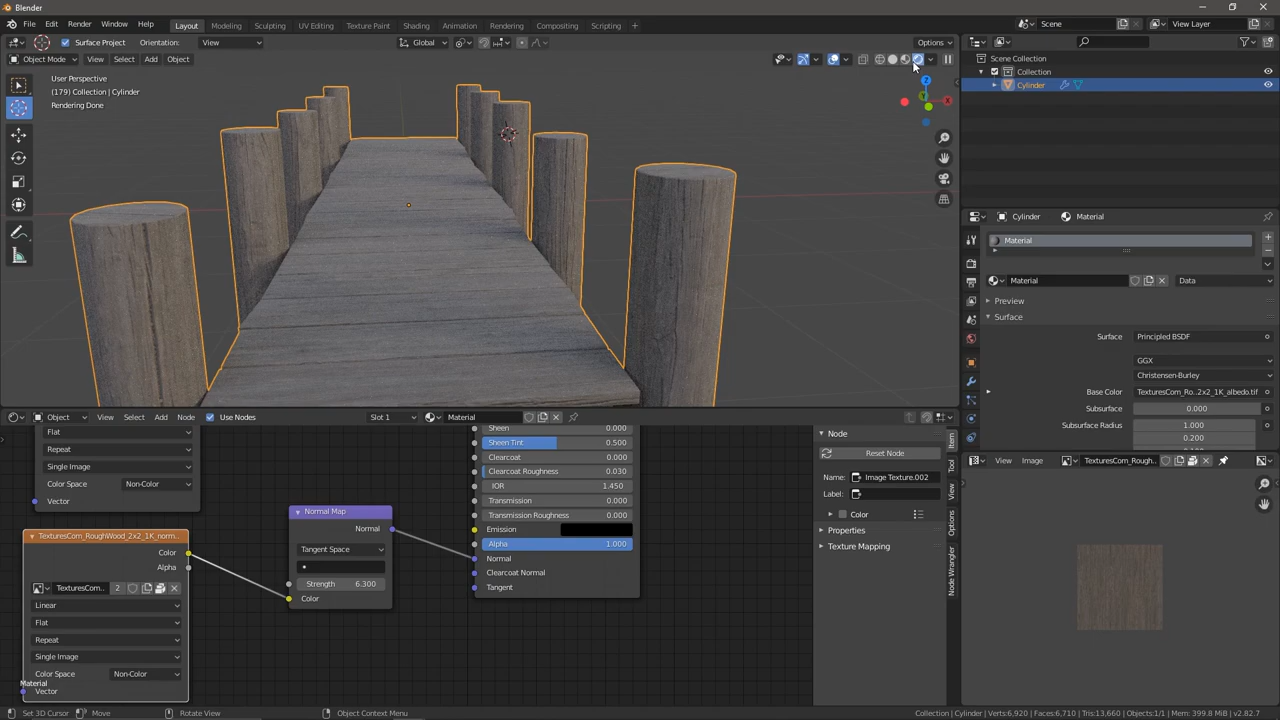 Blender
File Edit Render Window Help Layout Modeling Sculpting UV Editing Texture Paint Shading Animation Rendering Compositing Scripting Scene View Layer
Surface Project Orientation: View Global Options
Object Mode View Select Add Object
User Perspective
(179) Collection | Cylinder
Rendering Done
Z
X
Scene Collection
Collection
Cylinder
Cylinder Material
Material
Material Data
Preview
Surface
Surface Principled BSDF
GGX
Christensen-Burley
Base Color TexturesCom_Ro..2x2_1K_albedo.tif
Subsurface 0.000
Subsurface Radius 1.000
0.200
Object View Select Add Node Use Nodes Slot 1 Material
Flat
Repeat
Single Image
Color Space Non-Color
Vector
TexturesCom_RoughWood_2x2_1K_norm...
Color
Alpha
TexturesCom.. 2
Linear
Flat
Repeat
Single Image
Color Space Non-Color
Material
Vector
Normal Map
Normal
Tangent Space
Strength 6.300
Color
Sheen 0.000
Sheen Tint 0.500
Clearcoat 0.000
Clearcoat Roughness 0.030
IOR 1.450
Transmission 0.000
Transmission Roughness 0.000
Emission
Alpha 1.000
Normal
Clearcoat Normal
Tangent
Node
Reset Node
Name: Image Texture.002
Label:
Color
Properties
Texture Mapping
Item
Tool
View
Options
Node Wrangler
View Image TexturesCom_Rough..
Set 3D Cursor Move Rotate View Object Context Menu Collection | Cylinder | Verts:6,920 | Faces:6,710 | Tris:13,660 | Objects:1/1 | Mem: 399.8 MiB | v2.82.7